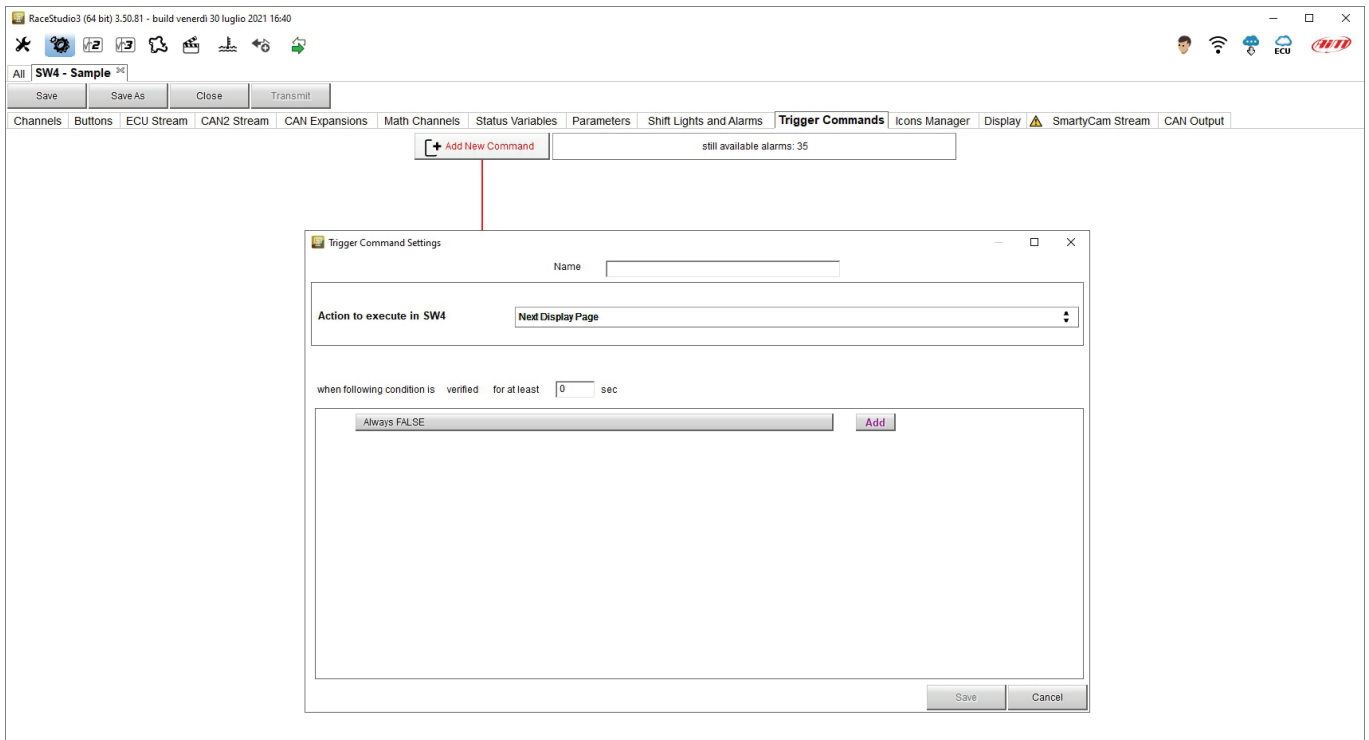 RaceStudio3 (64 bit) 3.50.81 - build venerdì 30 luglio 2021 16:40
2 3 ECU AiM
All SW4 - Sample
Save Save As Close Transmit
Channels Buttons ECU Stream CAN2 Stream CAN Expansions Math Channels Status Variables Parameters Shift Lights and Alarms Trigger Commands Icons Manager Display SmartyCam Stream CAN Output
Add New Command still available alarms: 35
Trigger Command Settings
Name
Action to execute in SW4 Next Display Page
when following condition is verified for at least 0 sec
Always FALSE Add
Save Cancel